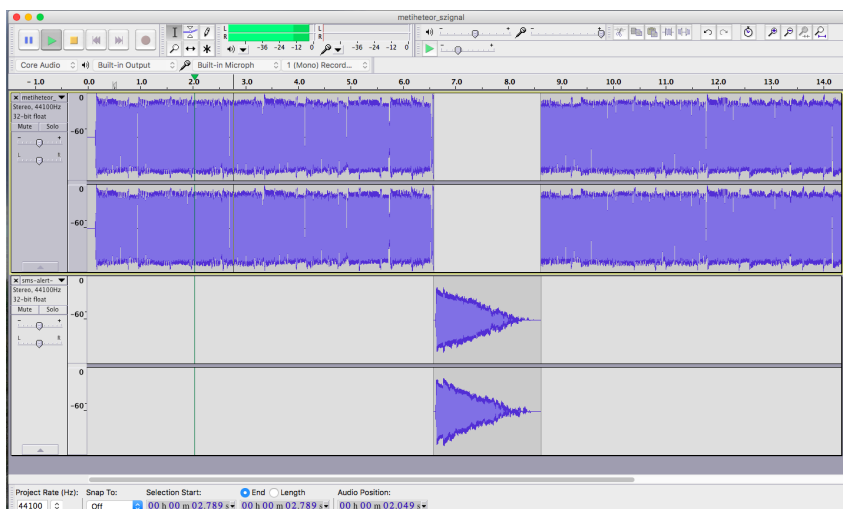 metiheteor_szignal
L
R
-36 -24 -12 0
L
R
-36 -24 -12 0
Core Audio
Built-in Output
Built-in Microph
1 (Mono) Record...
- 1.0 0.0 1.0 2.0 3.0 4.0 5.0 6.0 7.0 8.0 9.0 10.0 11.0 12.0 13.0 14.0
metiheteor_
Stereo, 44100Hz
32-bit float
Mute Solo
- +
L R
0
-60
0
-60
sms-alert-
Stereo, 44100Hz
32-bit float
Mute Solo
- +
L R
0
-60
0
-60
Project Rate (Hz): Snap To: Selection Start: End Length Audio Position:
44100 Off 00 h 00 m 02.789 s 00 h 00 m 02.789 s 00 h 00 m 02.049 s